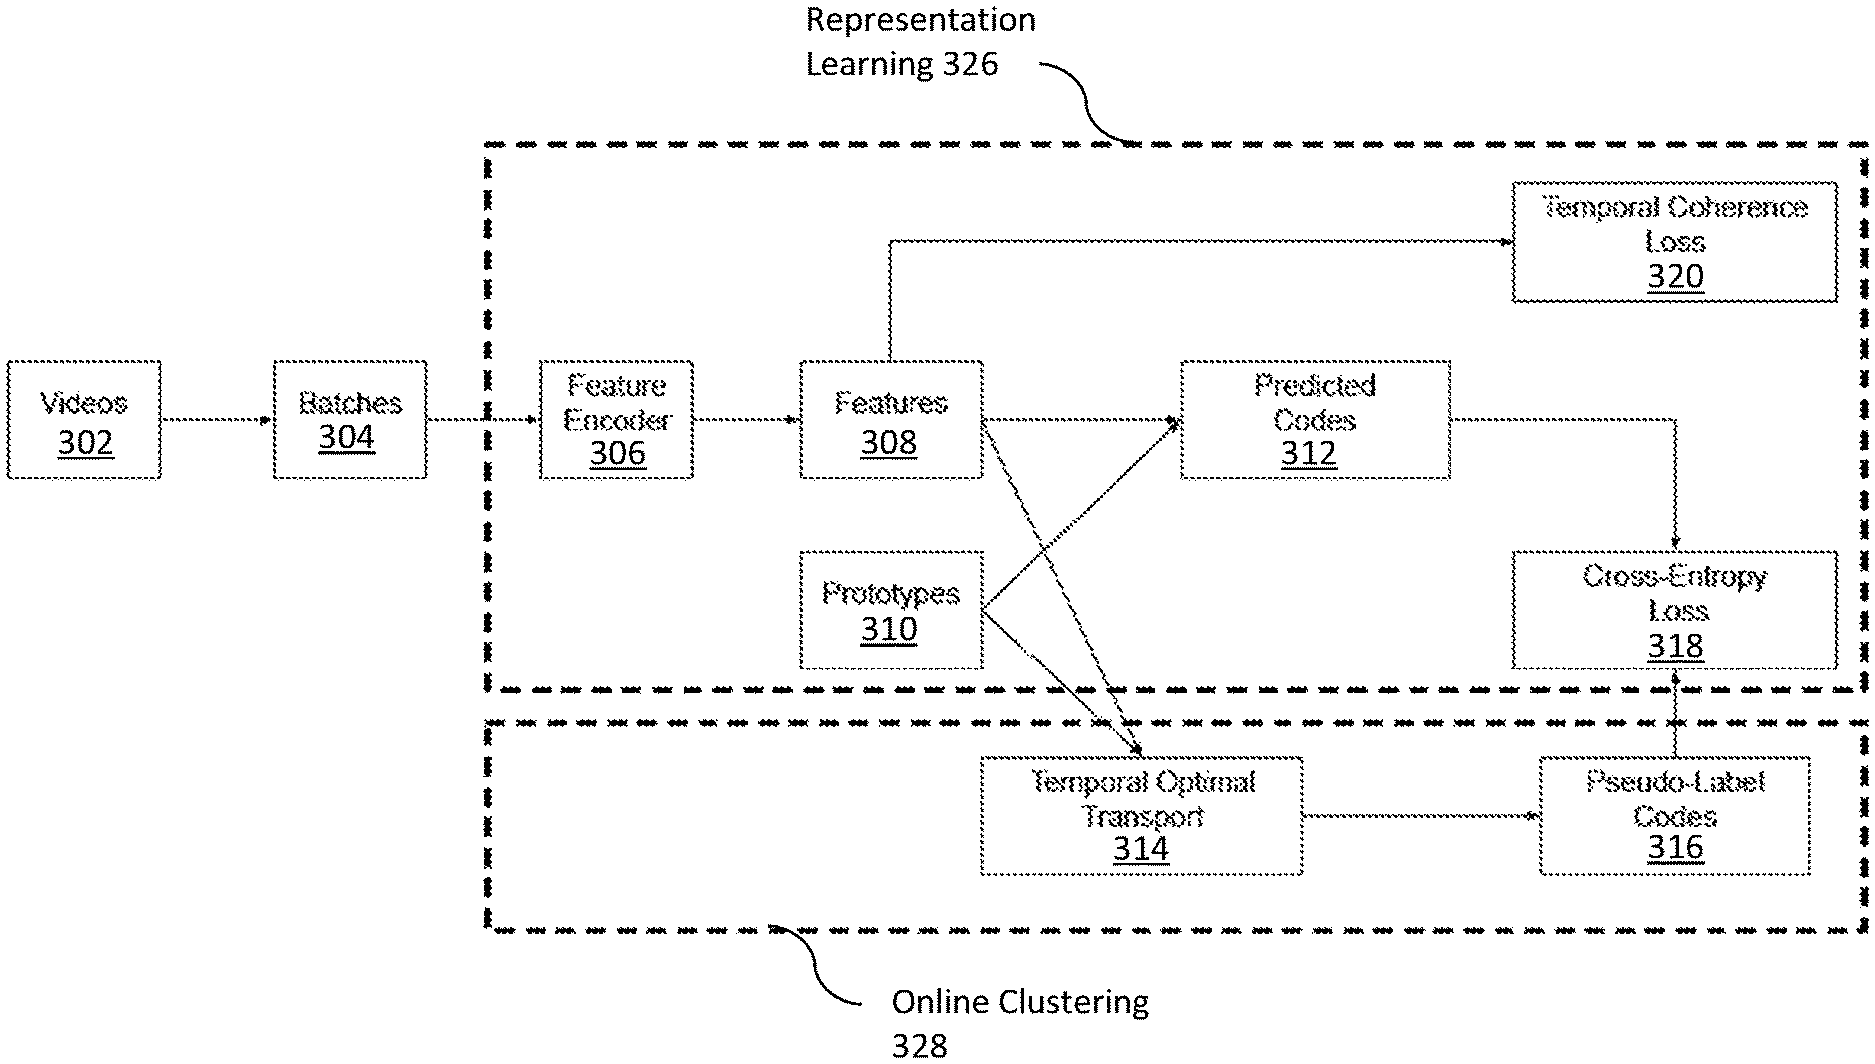 Representation
Learning 326
Temporal Coherence
Loss
320
Videos
302
Batches
304
Feature
Encoder
306
Features
308
Predicted
Codes
312
Prototypes
310
Cross-Entropy
Loss
318
Temporal Optimal
Transport
314
Pseudo-Label
Codes
316
Online Clustering
328